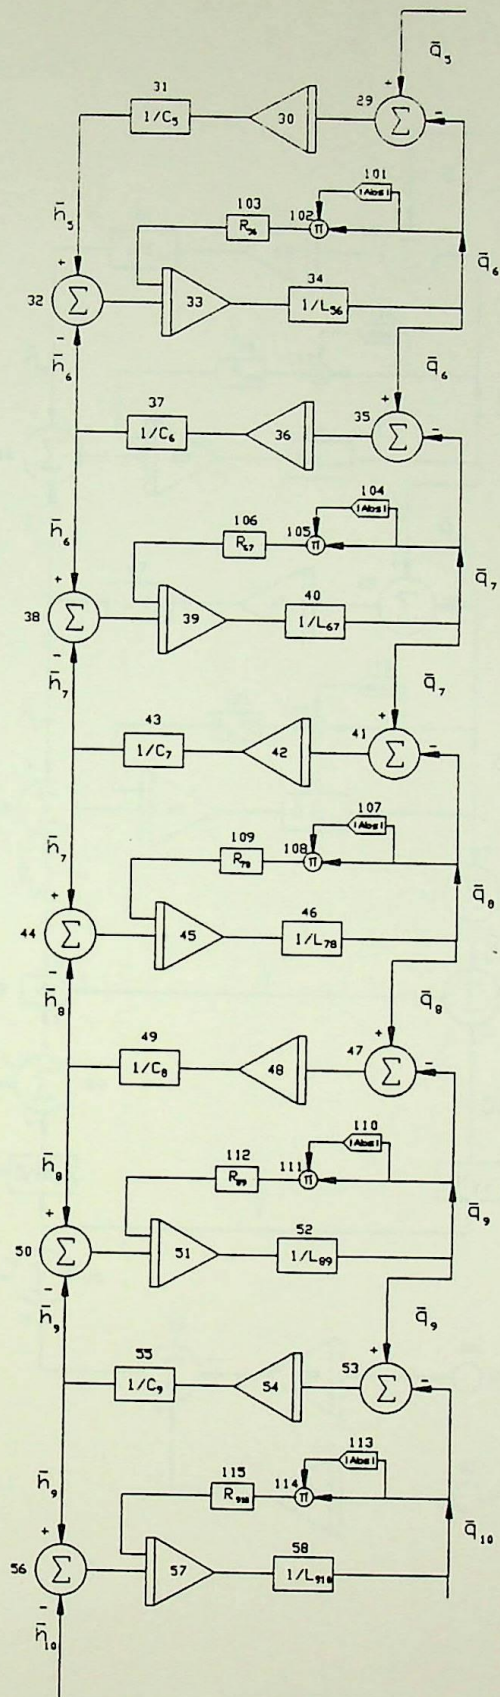 q̄₅
31
29
+
-
1/C₅
30
Σ
101
|Abs|
h̄₅
103
102
R₅₆
π
q̄₆
+
34
32
Σ
33
1/L₅₆
-
h̄₆
q̄₆
37
+
35
-
1/C₆
36
Σ
104
|Abs|
h̄₆
106
105
R₆₇
π
q̄₇
+
40
38
Σ
39
1/L₆₇
-
h̄₇
q̄₇
43
+
41
-
1/C₇
42
Σ
107
|Abs|
h̄₇
109
108
R₇₈
π
q̄₈
+
46
44
Σ
45
1/L₇₈
-
h̄₈
q̄₈
49
+
47
-
1/C₈
48
Σ
110
|Abs|
h̄₈
112
111
R₈₉
π
q̄₉
+
52
50
Σ
51
1/L₈₉
-
h̄₉
q̄₉
55
+
53
-
1/C₉
54
Σ
113
|Abs|
h̄₉
115
114
R₉₁₀
π
q̄₁₀
+
58
56
Σ
57
1/L₉₁₀
-
h̄₁₀